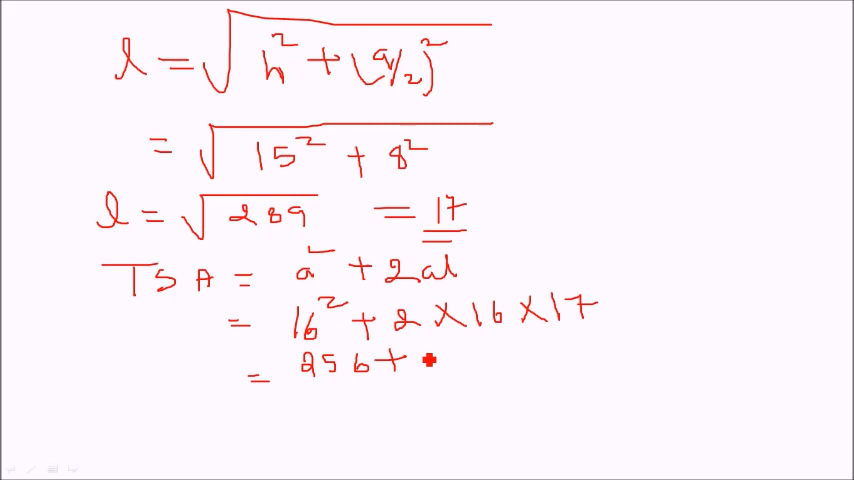 l = √h² + (a/2)²
= √15² + 8²
l = √289 = 17
TSA = a² + 2al
= 16² + 2 × 16 × 17
= 256 +